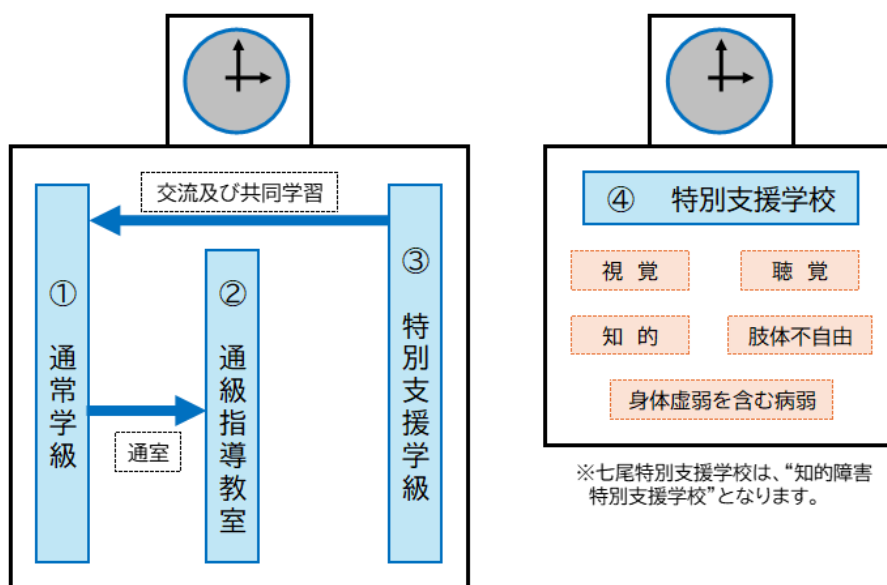 交流及び共同学習
① 通常学級
② 通級指導教室
③ 特別支援学級
通室
④ 特別支援学校
視 覚
聴 覚
知 的
肢体不自由
身体虚弱を含む病弱
※七尾特別支援学校は、“知的障害
特別支援学校”となります。